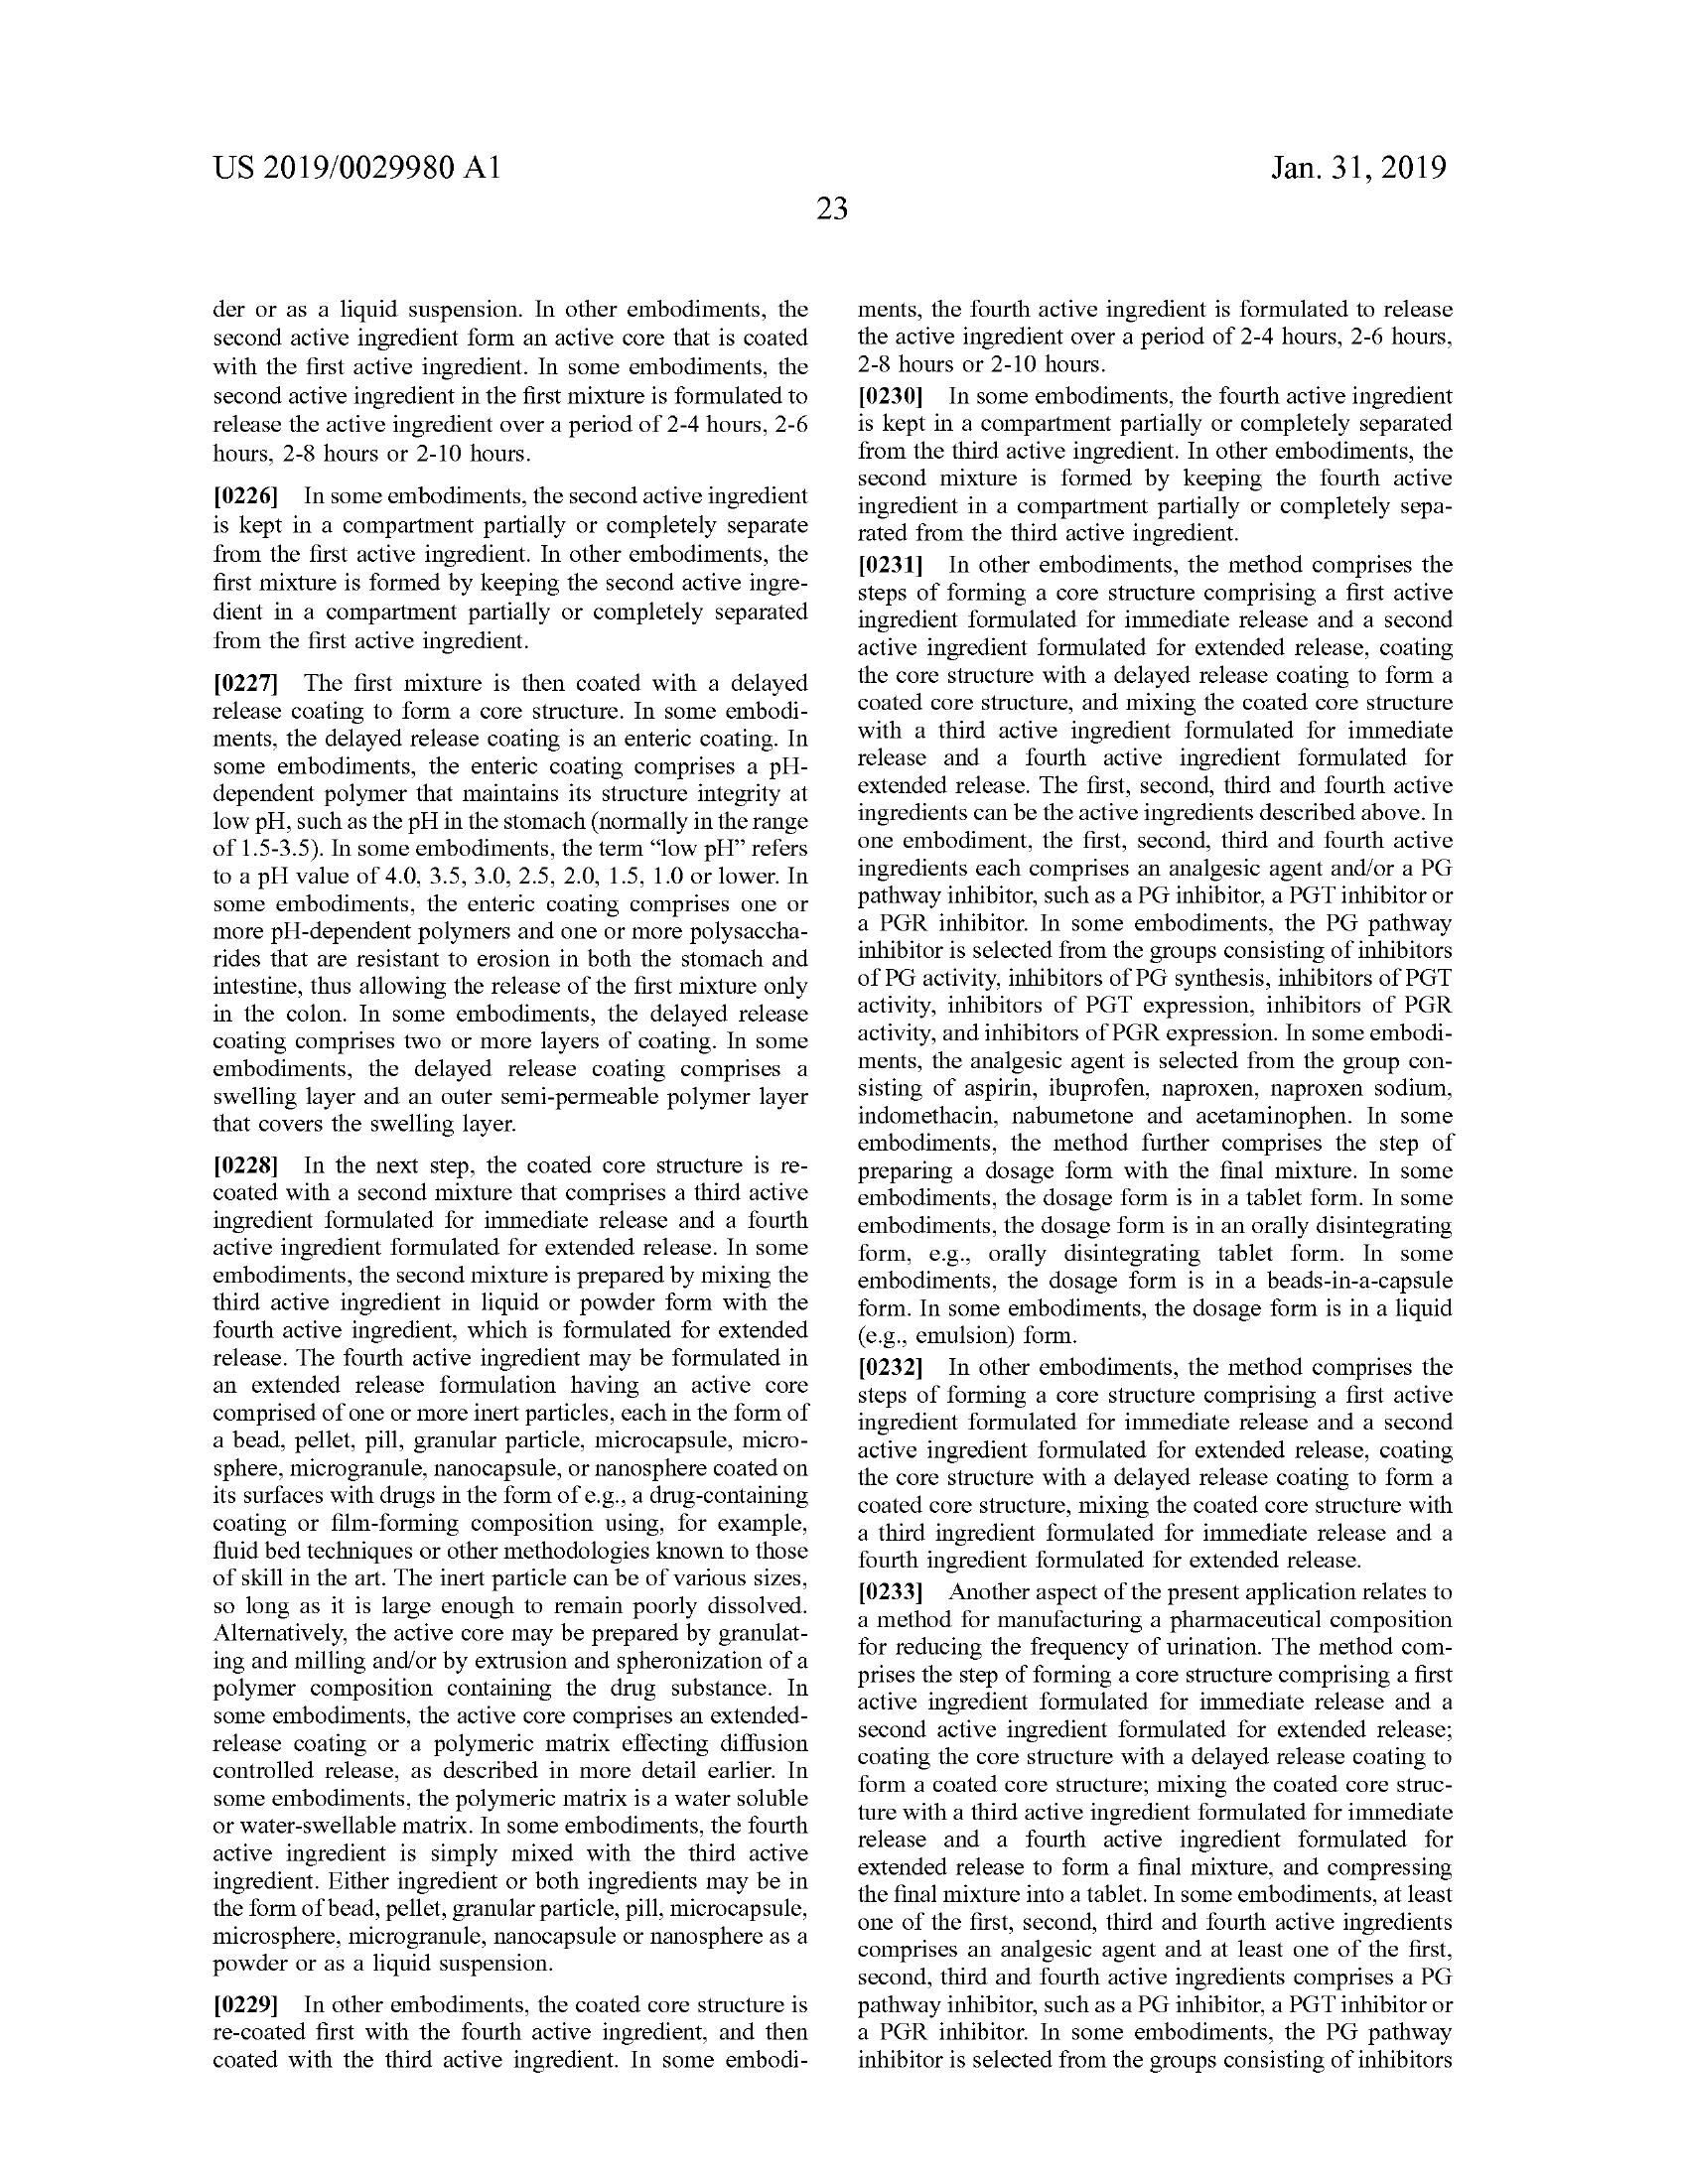 US 2019/0029980 A1
Jan. 31, 2019
23
der or as a liquid suspension. In other embodiments, the
second active ingredient form an active core that is coated
with the first active ingredient. In some embodiments, the
second active ingredient in the first mixture is formulated to
release the active ingredient over a period of 2-4 hours, 2-6
hours, 2-8 hours or 2-10 hours.
[0226] In some embodiments, the second active ingredient
is kept in a compartment partially or completely separate
from the first active ingredient. In other embodiments, the
first mixture is formed by keeping the second active ingre-
dient in a compartment partially or completely separated
from the first active ingredient.
[0227] The first mixture is then coated with a delayed
release coating to form a core structure. In some embodi-
ments, the delayed release coating is an enteric coating. In
some embodiments, the enteric coating comprises a pH-
dependent polymer that maintains its structure integrity at
low pH, such as the pH in the stomach (normally in the range
of 1.5-3.5). In some embodiments, the term “low pH” refers
to a pH value of 4.0, 3.5, 3.0, 2.5, 2.0, 1.5, 1.0 or lower. In
some embodiments, the enteric coating comprises one or
more pH-dependent polymers and one or more polysaccha-
rides that are resistant to erosion in both the stomach and
intestine, thus allowing the release of the first mixture only
in the colon. In some embodiments, the delayed release
coating comprises two or more layers of coating. In some
embodiments, the delayed release coating comprises a
swelling layer and an outer semi-permeable polymer layer
that covers the swelling layer.
[0228] In the next step, the coated core structure is re-
coated with a second mixture that comprises a third active
ingredient formulated for immediate release and a fourth
active ingredient formulated for extended release. In some
embodiments, the second mixture is prepared by mixing the
third active ingredient in liquid or powder form with the
fourth active ingredient, which is formulated for extended
release. The fourth active ingredient may be formulated in
an extended release formulation having an active core
comprised of one or more inert particles, each in the form of
a bead, pellet, pill, granular particle, microcapsule, micro-
sphere, microgranule, nanocapsule, or nanosphere coated on
its surfaces with drugs in the form of e.g., a drug-containing
coating or film-forming composition using, for example,
fluid bed techniques or other methodologies known to those
of skill in the art. The inert particle can be of various sizes,
so long as it is large enough to remain poorly dissolved.
Alternatively, the active core may be prepared by granulat-
ing and milling and/or by extrusion and spheronization of a
polymer composition containing the drug substance. In
some embodiments, the active core comprises an extended-
release coating or a polymeric matrix effecting diffusion
controlled release, as described in more detail earlier. In
some embodiments, the polymeric matrix is a water soluble
or water-swellable matrix. In some embodiments, the fourth
active ingredient is simply mixed with the third active
ingredient. Either ingredient or both ingredients may be in
the form of bead, pellet, granular particle, pill, microcapsule,
microsphere, microgranule, nanocapsule or nanosphere as a
powder or as a liquid suspension.
[0229] In other embodiments, the coated core structure is
re-coated first with the fourth active ingredient, and then
coated with the third active ingredient. In some embodi-
ments, the fourth active ingredient is formulated to release
the active ingredient over a period of 2-4 hours, 2-6 hours,
2-8 hours or 2-10 hours.
[0230] In some embodiments, the fourth active ingredient
is kept in a compartment partially or completely separated
from the third active ingredient. In other embodiments, the
second mixture is formed by keeping the fourth active
ingredient in a compartment partially or completely sepa-
rated from the third active ingredient.
[0231] In other embodiments, the method comprises the
steps of forming a core structure comprising a first active
ingredient formulated for immediate release and a second
active ingredient formulated for extended release, coating
the core structure with a delayed release coating to form a
coated core structure, and mixing the coated core structure
with a third active ingredient formulated for immediate
release and a fourth active ingredient formulated for
extended release. The first, second, third and fourth active
ingredients can be the active ingredients described above. In
one embodiment, the first, second, third and fourth active
ingredients each comprises an analgesic agent and/or a PG
pathway inhibitor, such as a PG inhibitor, a PGT inhibitor or
a PGR inhibitor. In some embodiments, the PG pathway
inhibitor is selected from the groups consisting of inhibitors
of PG activity, inhibitors of PG synthesis, inhibitors of PGT
activity, inhibitors of PGT expression, inhibitors of PGR
activity, and inhibitors of PGR expression. In some embodi-
ments, the analgesic agent is selected from the group con-
sisting of aspirin, ibuprofen, naproxen, naproxen sodium,
indomethacin, nabumetone and acetaminophen. In some
embodiments, the method further comprises the step of
preparing a dosage form with the final mixture. In some
embodiments, the dosage form is in a tablet form. In some
embodiments, the dosage form is in an orally disintegrating
form, e.g., orally disintegrating tablet form. In some
embodiments, the dosage form is in a beads-in-a-capsule
form. In some embodiments, the dosage form is in a liquid
(e.g., emulsion) form.
[0232] In other embodiments, the method comprises the
steps of forming a core structure comprising a first active
ingredient formulated for immediate release and a second
active ingredient formulated for extended release, coating
the core structure with a delayed release coating to form a
coated core structure, mixing the coated core structure with
a third ingredient formulated for immediate release and a
fourth ingredient formulated for extended release.
[0233] Another aspect of the present application relates to
a method for manufacturing a pharmaceutical composition
for reducing the frequency of urination. The method com-
prises the step of forming a core structure comprising a first
active ingredient formulated for immediate release and a
second active ingredient formulated for extended release;
coating the core structure with a delayed release coating to
form a coated core structure; mixing the coated core struc-
ture with a third active ingredient formulated for immediate
release and a fourth active ingredient formulated for
extended release to form a final mixture, and compressing
the final mixture into a tablet. In some embodiments, at least
one of the first, second, third and fourth active ingredients
comprises an analgesic agent and at least one of the first,
second, third and fourth active ingredients comprises a PG
pathway inhibitor, such as a PG inhibitor, a PGT inhibitor or
a PGR inhibitor. In some embodiments, the PG pathway
inhibitor is selected from the groups consisting of inhibitors